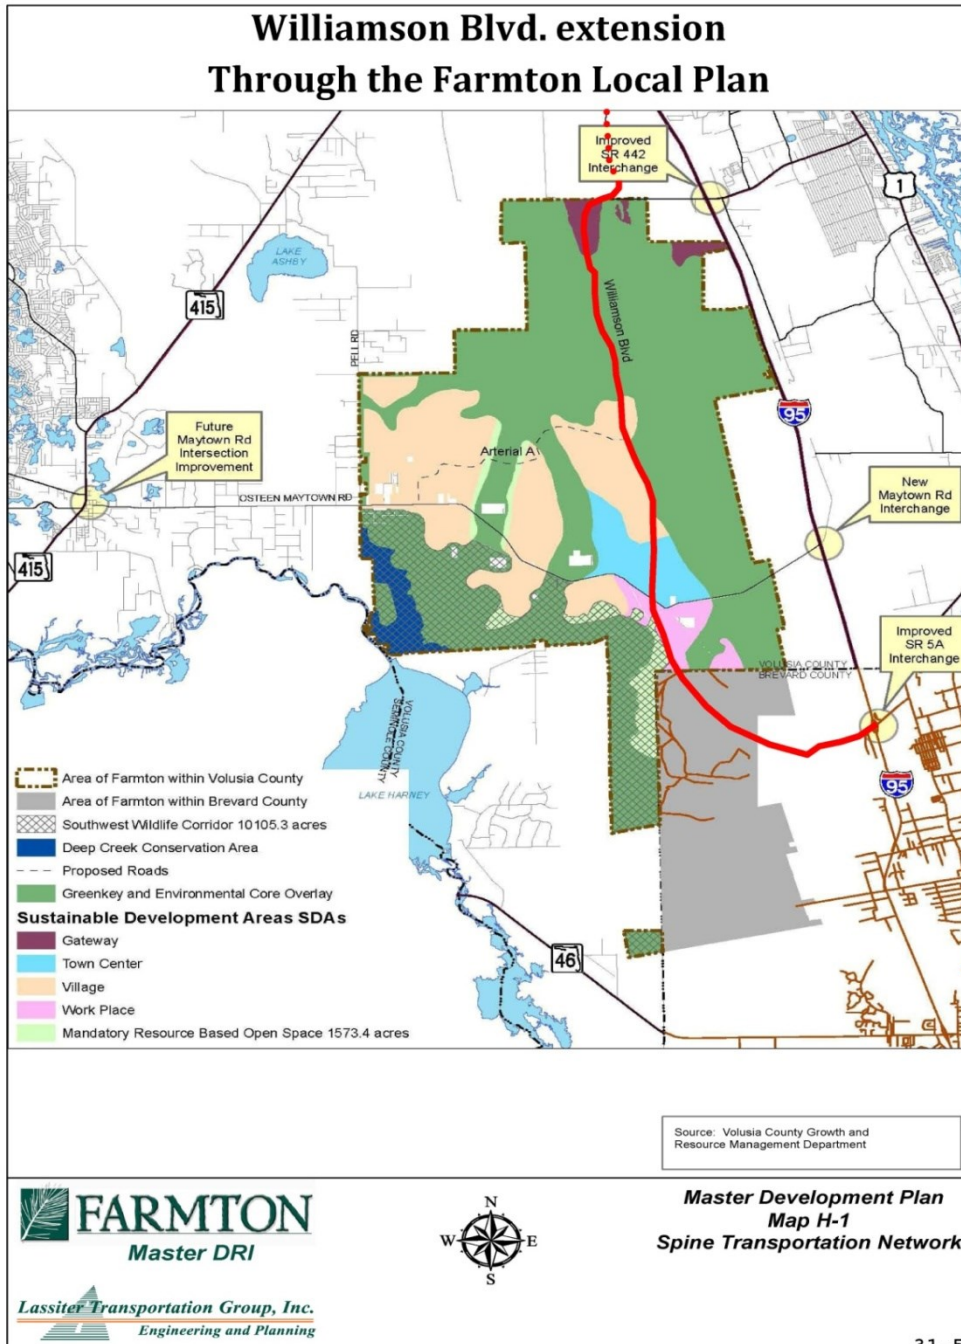 Williamson Blvd. extension
Through the Farmton Local Plan
Improved
SR 442
Interchange
1
LAKE
ASHBY
415
PELL RD
Williamson Blvd
95
Future
Maytown Rd
Intersection
Improvement
Arterial A
OSTEEN MAYTOWN RD
New
Maytown Rd
Interchange
415
Improved
SR 5A
Interchange
VOLUSIA COUNTY
BREVARD COUNTY
VOLUSIA COUNTY
SEMINOLE COUNTY
95
LAKE HARNEY
46
Area of Farmton within Volusia County
Area of Farmton within Brevard County
Southwest Wildlife Corridor 10105.3 acres
Deep Creek Conservation Area
Proposed Roads
Greenkey and Environmental Core Overlay
Sustainable Development Areas SDAs
Gateway
Town Center
Village
Work Place
Mandatory Resource Based Open Space 1573.4 acres
Source: Volusia County Growth and
Resource Management Department
FARMTON
Master DRI
Lassiter Transportation Group, Inc.
Engineering and Planning
N
W E
S
Master Development Plan
Map H-1
Spine Transportation Network
31 5